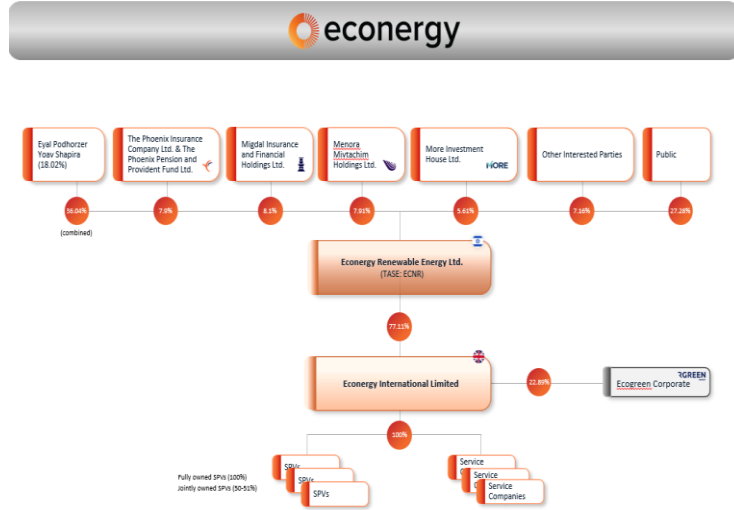 econergy
Eyal Podhorzer
Yoav Shapira
(18.02%)
The Phoenix Insurance
Company Ltd. & The
Phoenix Pension and
Provident Fund Ltd.
Migdal Insurance
and Financial
Holdings Ltd.
Menora
Mivtachim
Holdings Ltd.
More Investment
House Ltd.
MORE
Other Interested Parties
Public
36.04%
7.9%
8.1%
7.91%
5.61%
7.16%
27.28%
(combined)
Econergy Renewable Energy Ltd.
(TASE: ECNR)
77.11%
Econergy International Limited
22.89%
RGREEN
Ecogreen Corporate
100%
Fully owned SPVs (100%)
Jointly owned SPVs (50-51%)
SPVs
SPVs
SPVs
Service
Service
Service
Companies